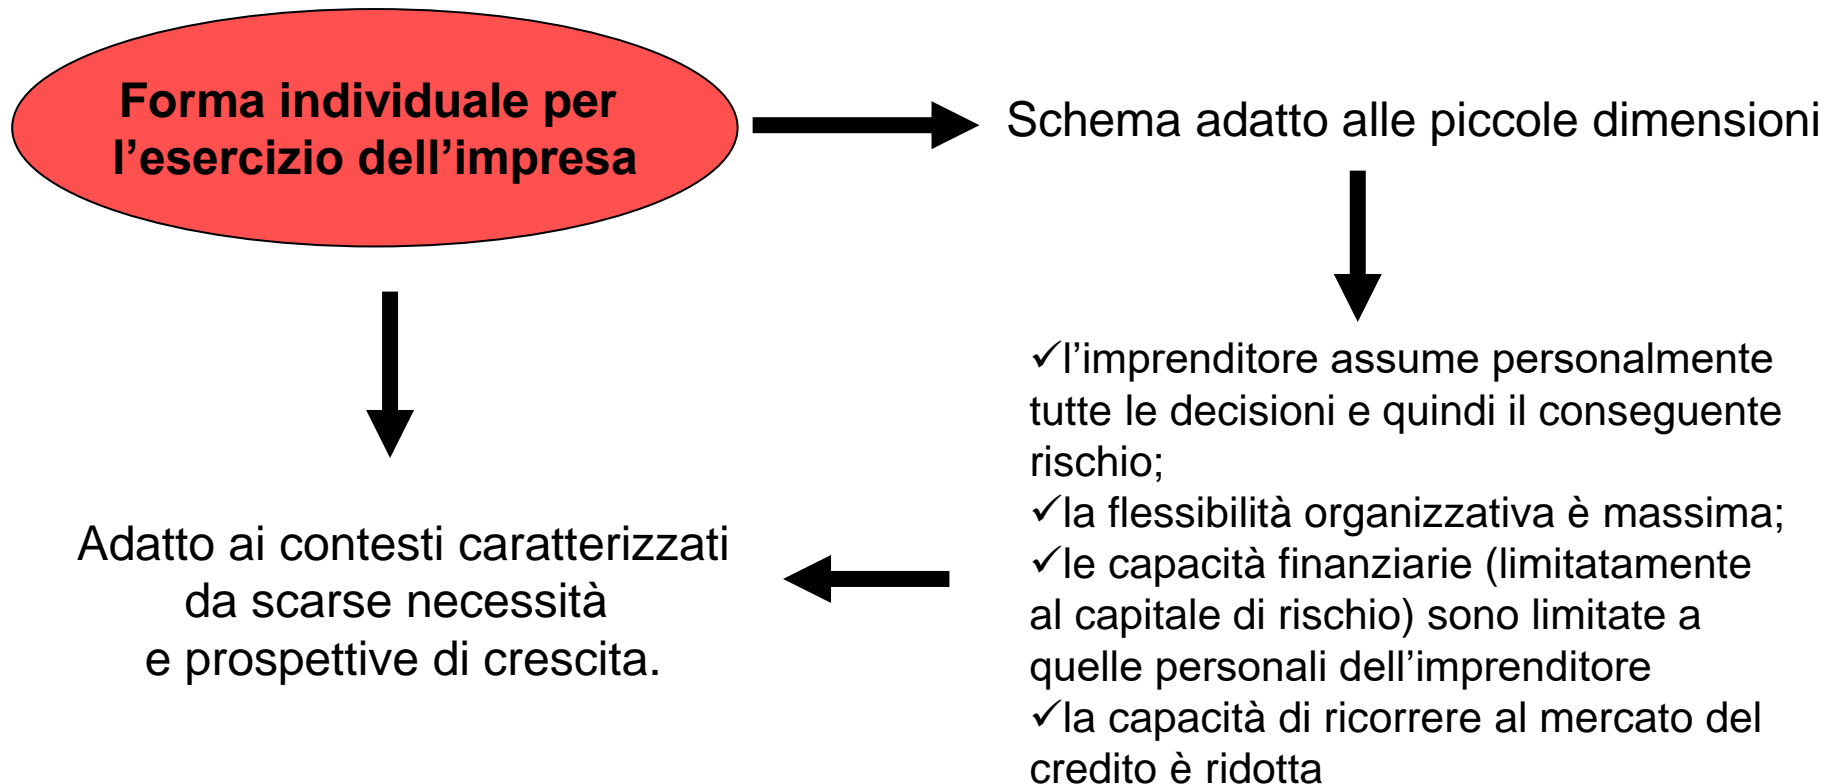 Forma individuale per
l’esercizio dell’impresa
Schema adatto alle piccole dimensioni
✓l’imprenditore assume personalmente
tutte le decisioni e quindi il conseguente
rischio;
✓la flessibilità organizzativa è massima;
✓le capacità finanziarie (limitatamente
al capitale di rischio) sono limitate a
quelle personali dell’imprenditore
✓la capacità di ricorrere al mercato del
credito è ridotta
Adatto ai contesti caratterizzati
da scarse necessità
e prospettive di crescita.